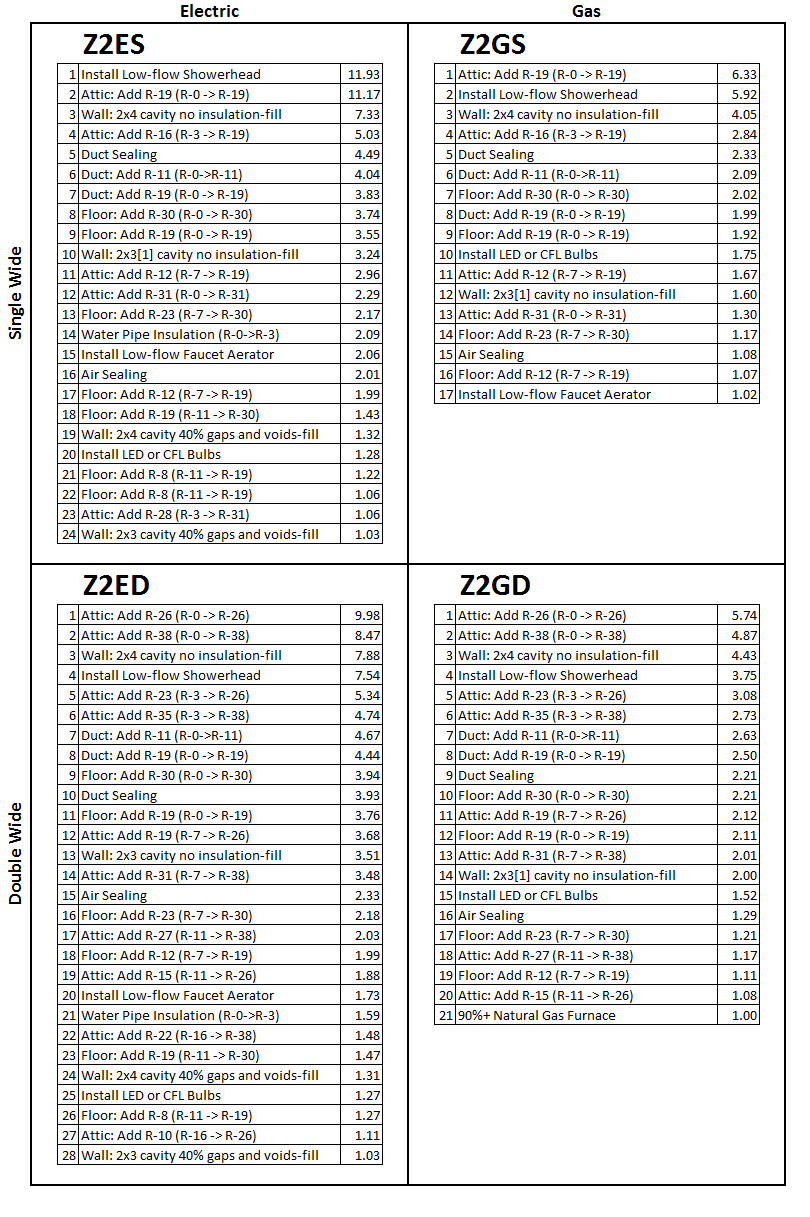 Electric
Gas
Single Wide
Z2ES
1 Install Low-flow Showerhead 11.93
2 Attic: Add R-19 (R-0 -> R-19) 11.17
3 Wall: 2x4 cavity no insulation-fill 7.33
4 Attic: Add R-16 (R-3 -> R-19) 5.03
5 Duct Sealing 4.49
6 Duct: Add R-11 (R-0->R-11) 4.04
7 Duct: Add R-19 (R-0 -> R-19) 3.83
8 Floor: Add R-30 (R-0 -> R-30) 3.74
9 Floor: Add R-19 (R-0 -> R-19) 3.55
10 Wall: 2x3[1] cavity no insulation-fill 3.24
11 Attic: Add R-12 (R-7 -> R-19) 2.96
12 Attic: Add R-31 (R-0 -> R-31) 2.29
13 Floor: Add R-23 (R-7 -> R-30) 2.17
14 Water Pipe Insulation (R-0->R-3) 2.09
15 Install Low-flow Faucet Aerator 2.06
16 Air Sealing 2.01
17 Floor: Add R-12 (R-7 -> R-19) 1.99
18 Floor: Add R-19 (R-11 -> R-30) 1.43
19 Wall: 2x4 cavity 40% gaps and voids-fill 1.32
20 Install LED or CFL Bulbs 1.28
21 Floor: Add R-8 (R-11 -> R-19) 1.22
22 Floor: Add R-8 (R-11 -> R-19) 1.06
23 Attic: Add R-28 (R-3 -> R-31) 1.06
24 Wall: 2x3 cavity 40% gaps and voids-fill 1.03
Z2GS
1 Attic: Add R-19 (R-0 -> R-19) 6.33
2 Install Low-flow Showerhead 5.92
3 Wall: 2x4 cavity no insulation-fill 4.05
4 Attic: Add R-16 (R-3 -> R-19) 2.84
5 Duct Sealing 2.33
6 Duct: Add R-11 (R-0->R-11) 2.09
7 Floor: Add R-30 (R-0 -> R-30) 2.02
8 Duct: Add R-19 (R-0 -> R-19) 1.99
9 Floor: Add R-19 (R-0 -> R-19) 1.92
10 Install LED or CFL Bulbs 1.75
11 Attic: Add R-12 (R-7 -> R-19) 1.67
12 Wall: 2x3[1] cavity no insulation-fill 1.60
13 Attic: Add R-31 (R-0 -> R-31) 1.30
14 Floor: Add R-23 (R-7 -> R-30) 1.17
15 Air Sealing 1.08
16 Floor: Add R-12 (R-7 -> R-19) 1.07
17 Install Low-flow Faucet Aerator 1.02
Double Wide
Z2ED
1 Attic: Add R-26 (R-0 -> R-26) 9.98
2 Attic: Add R-38 (R-0 -> R-38) 8.47
3 Wall: 2x4 cavity no insulation-fill 7.88
4 Install Low-flow Showerhead 7.54
5 Attic: Add R-23 (R-3 -> R-26) 5.34
6 Attic: Add R-35 (R-3 -> R-38) 4.74
7 Duct: Add R-11 (R-0->R-11) 4.67
8 Duct: Add R-19 (R-0 -> R-19) 4.44
9 Floor: Add R-30 (R-0 -> R-30) 3.94
10 Duct Sealing 3.93
11 Floor: Add R-19 (R-0 -> R-19) 3.76
12 Attic: Add R-19 (R-7 -> R-26) 3.68
13 Wall: 2x3 cavity no insulation-fill 3.51
14 Attic: Add R-31 (R-7 -> R-38) 3.48
15 Air Sealing 2.33
16 Floor: Add R-23 (R-7 -> R-30) 2.18
17 Attic: Add R-27 (R-11 -> R-38) 2.03
18 Floor: Add R-12 (R-7 -> R-19) 1.99
19 Attic: Add R-15 (R-11 -> R-26) 1.88
20 Install Low-flow Faucet Aerator 1.73
21 Water Pipe Insulation (R-0->R-3) 1.59
22 Attic: Add R-22 (R-16 -> R-38) 1.48
23 Floor: Add R-19 (R-11 -> R-30) 1.47
24 Wall: 2x4 cavity 40% gaps and voids-fill 1.31
25 Install LED or CFL Bulbs 1.27
26 Floor: Add R-8 (R-11 -> R-19) 1.27
27 Attic: Add R-10 (R-16 -> R-26) 1.11
28 Wall: 2x3 cavity 40% gaps and voids-fill 1.03
Z2GD
1 Attic: Add R-26 (R-0 -> R-26) 5.74
2 Attic: Add R-38 (R-0 -> R-38) 4.87
3 Wall: 2x4 cavity no insulation-fill 4.43
4 Install Low-flow Showerhead 3.75
5 Attic: Add R-23 (R-3 -> R-26) 3.08
6 Attic: Add R-35 (R-3 -> R-38) 2.73
7 Duct: Add R-11 (R-0->R-11) 2.63
8 Duct: Add R-19 (R-0 -> R-19) 2.50
9 Duct Sealing 2.21
10 Floor: Add R-30 (R-0 -> R-30) 2.21
11 Attic: Add R-19 (R-7 -> R-26) 2.12
12 Floor: Add R-19 (R-0 -> R-19) 2.11
13 Attic: Add R-31 (R-7 -> R-38) 2.01
14 Wall: 2x3[1] cavity no insulation-fill 2.00
15 Install LED or CFL Bulbs 1.52
16 Air Sealing 1.29
17 Floor: Add R-23 (R-7 -> R-30) 1.21
18 Attic: Add R-27 (R-11 -> R-38) 1.17
19 Floor: Add R-12 (R-7 -> R-19) 1.11
20 Attic: Add R-15 (R-11 -> R-26) 1.08
21 90%+ Natural Gas Furnace 1.00